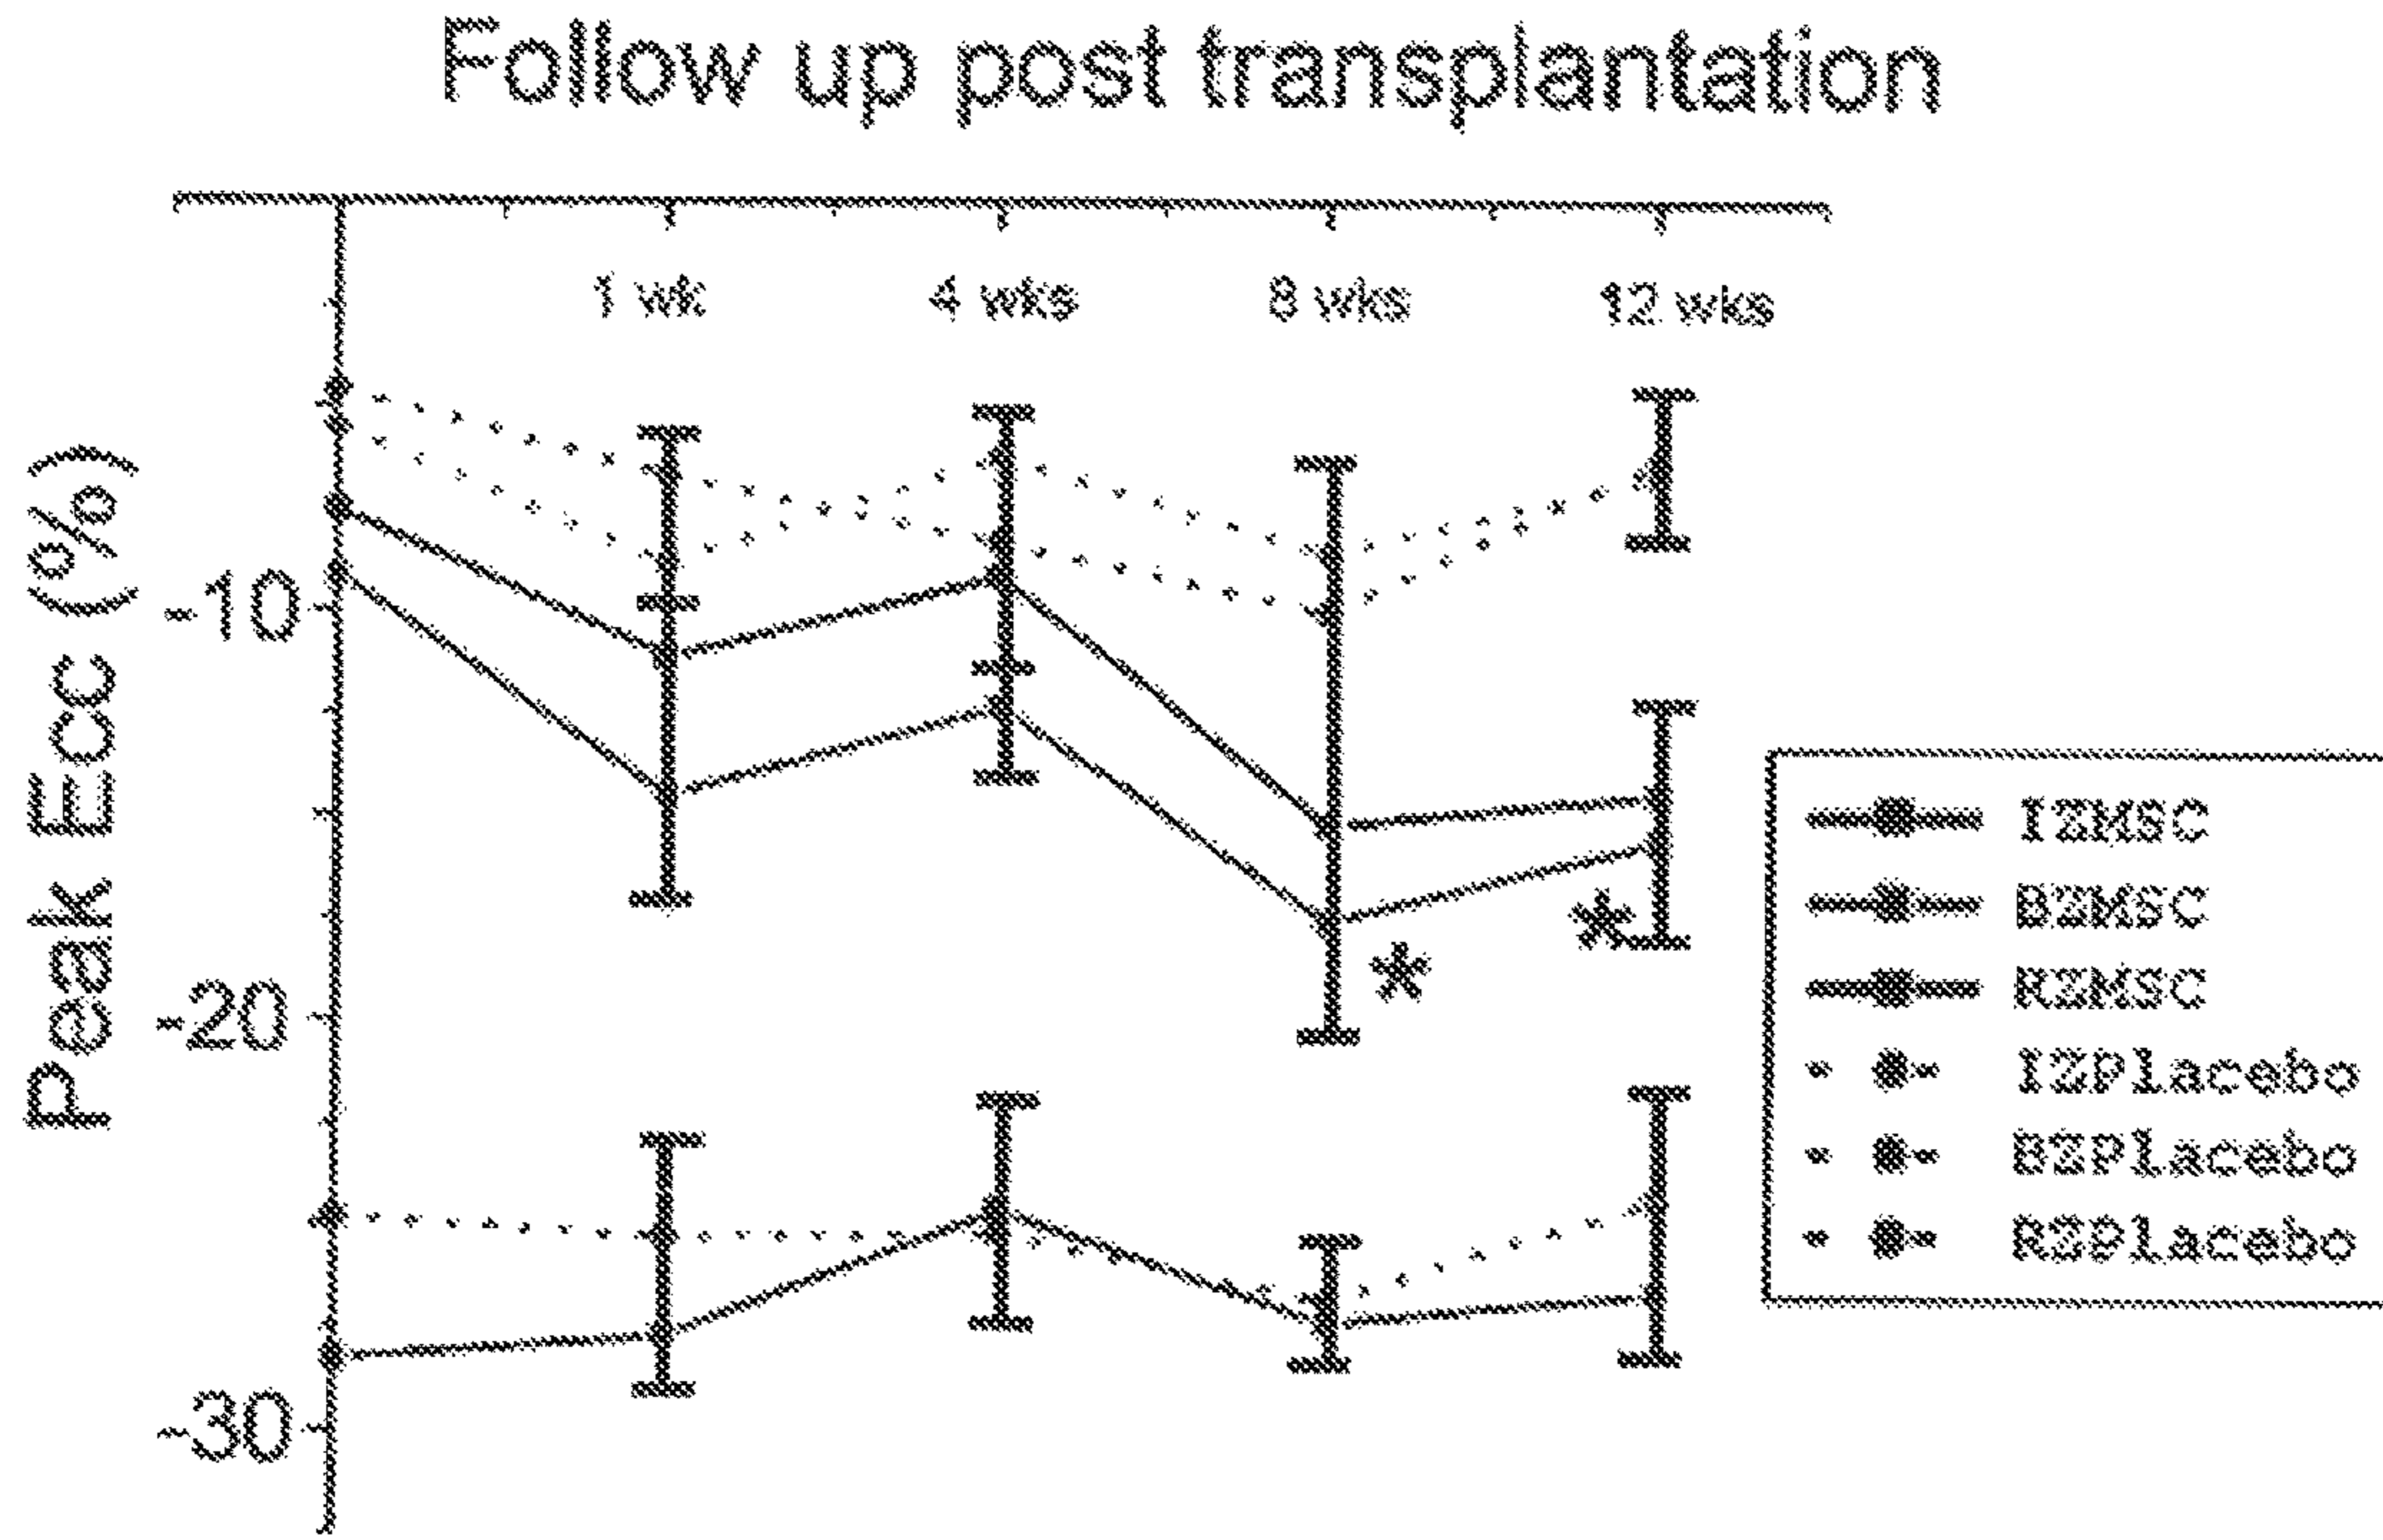 Follow up post transplantation
1 wk 4 wks 8 wks 12 wks
Peak Ecc (%)
-10
*
*
-20
-30
IZMSC
BZMSC
RZMSC
IZPlacebo
BZPlacebo
RZPlacebo